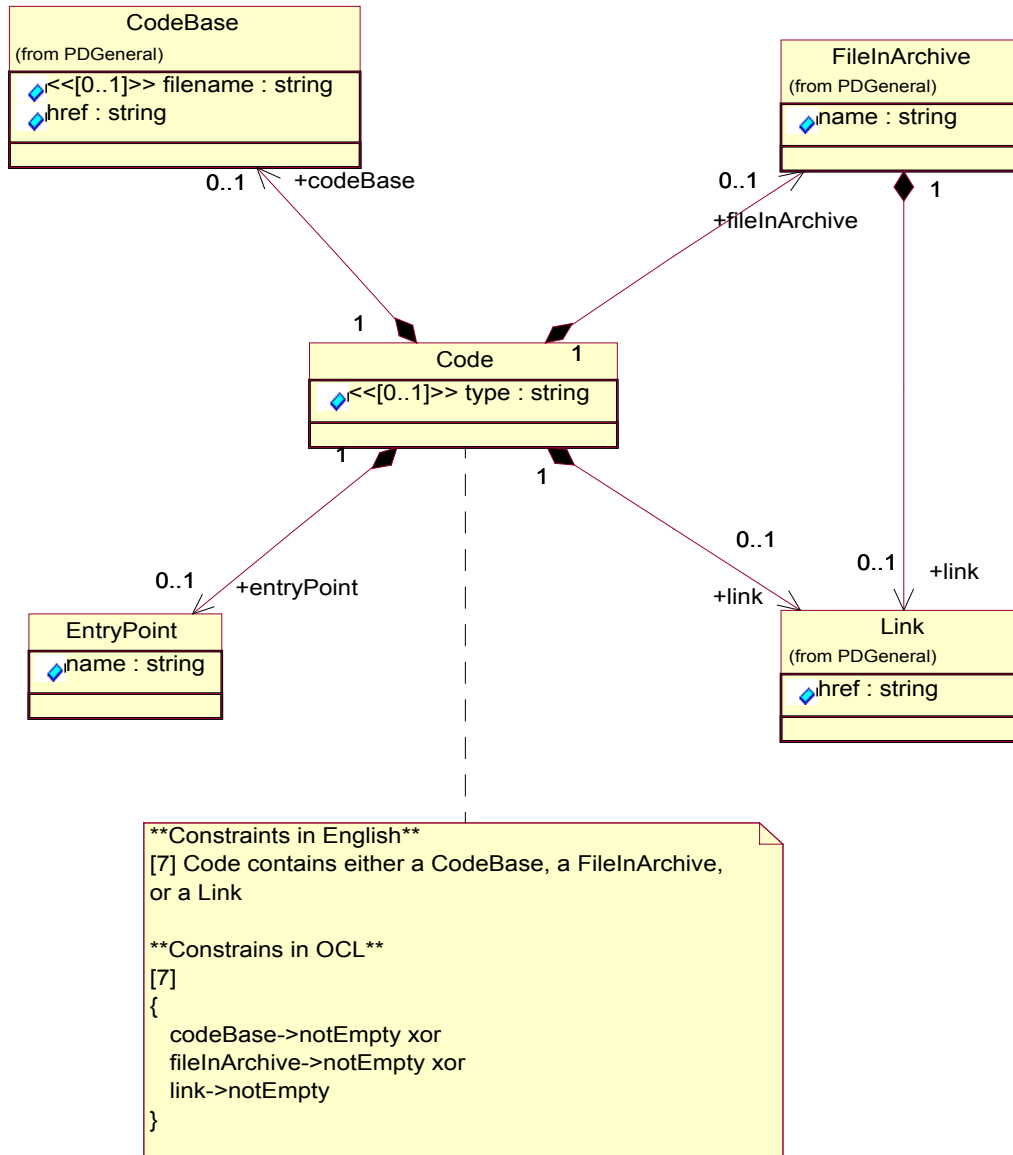 CodeBase
(from PDGeneral)
<<[0..1]>> filename : string
href : string
FileInArchive
(from PDGeneral)
name : string
0..1
+codeBase
0..1
+fileInArchive
1
1
1
Code
<<[0..1]>> type : string
1
1
0..1
+entryPoint
0..1
+link
0..1
+link
EntryPoint
name : string
Link
(from PDGeneral)
href : string
**Constraints in English**
[7] Code contains either a CodeBase, a FileInArchive,
or a Link
**Constrains in OCL**
[7]
{
codeBase->notEmpty xor
fileInArchive->notEmpty xor
link->notEmpty
}